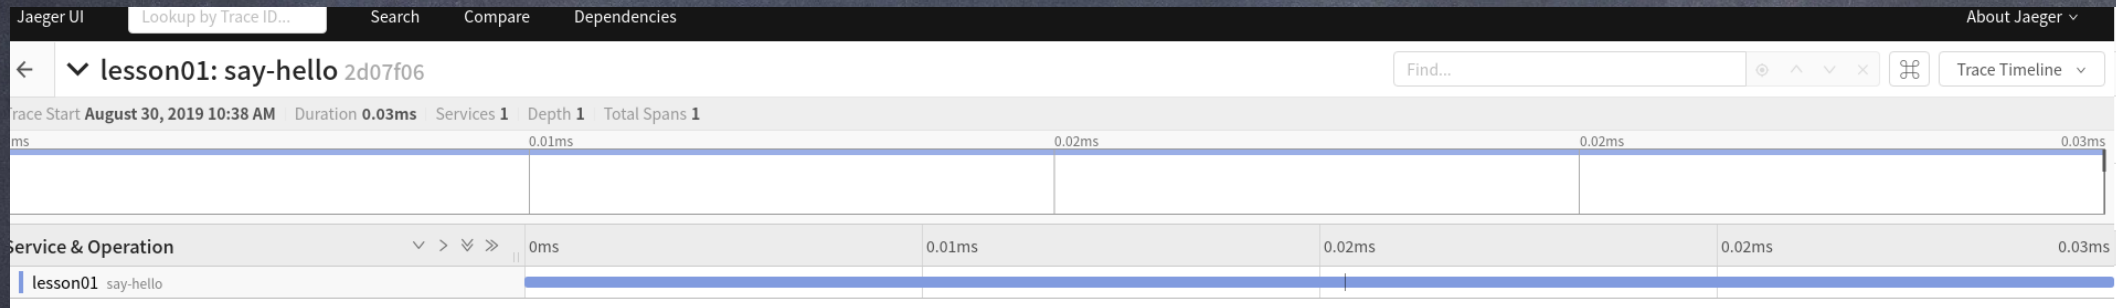 Jaeger UI Lookup by Trace ID... Search Compare Dependencies About Jaeger
lesson01: say-hello 2d07f06 Find... Trace Timeline
race Start August 30, 2019 10:38 AM Duration 0.03ms Services 1 Depth 1 Total Spans 1
ms 0.01ms 0.02ms 0.02ms 0.03ms
Service & Operation 0ms 0.01ms 0.02ms 0.02ms 0.03ms
lesson01 say-hello